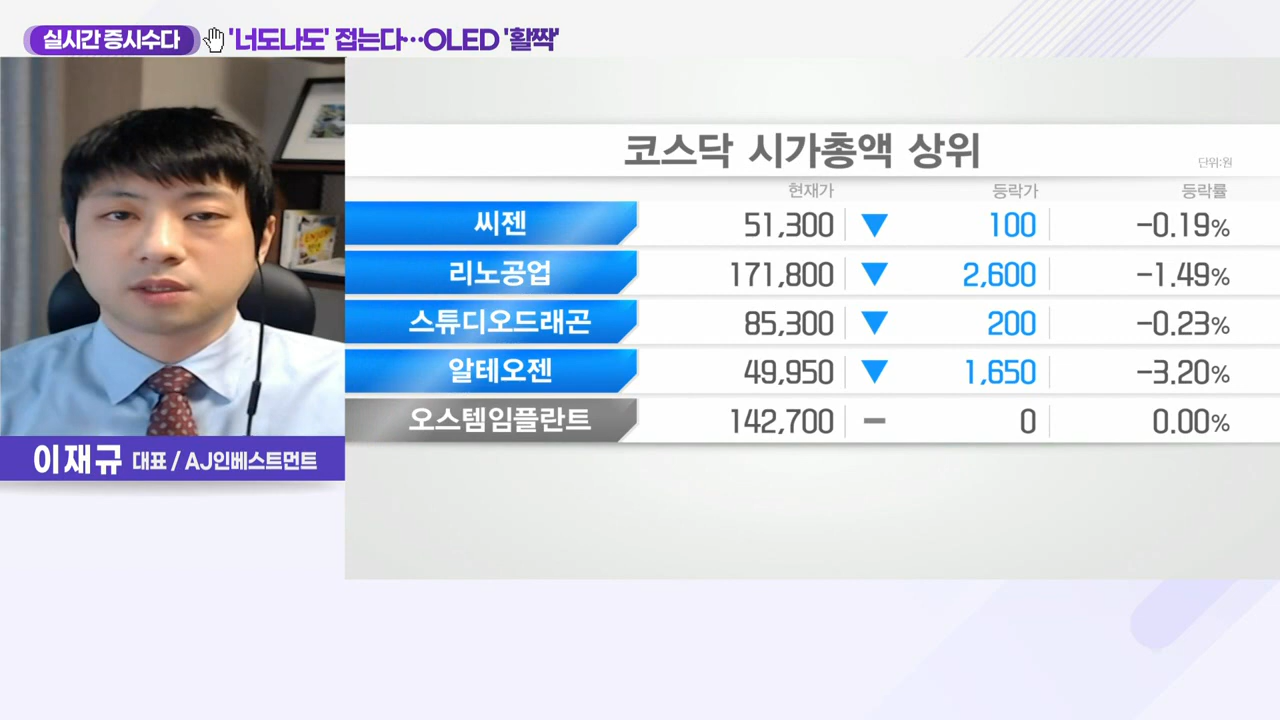 실시간 증시수다 '너도나도' 접는다…OLED '활짝'
코스닥 시가총액 상위
단위:원
현재가 등락가 등락률
씨젠 51,300 ▼ 100 -0.19%
리노공업 171,800 ▼ 2,600 -1.49%
스튜디오드래곤 85,300 ▼ 200 -0.23%
알테오젠 49,950 ▼ 1,650 -3.20%
오스템임플란트 142,700 - 0 0.00%
이재규 대표 / AJ인베스트먼트